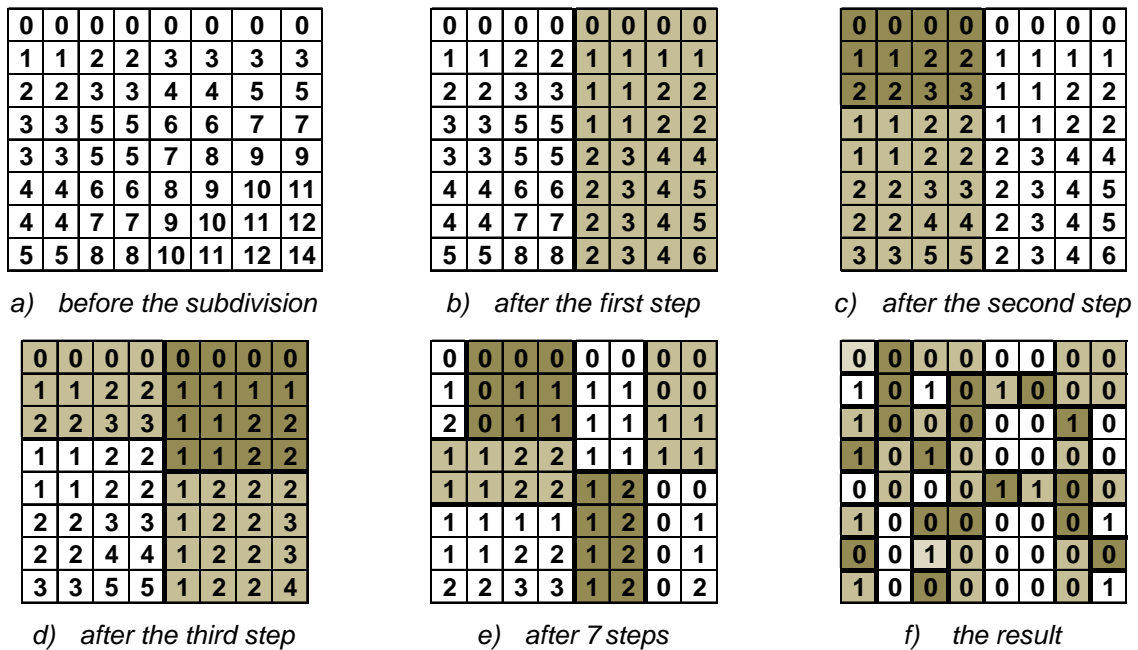 0 0 0 0 0 0 0 0 0 0 0 0 0 0 0 0 0 0 0 0 0 0 0 0
1 1 2 2 3 3 3 3 1 1 2 2 1 1 1 1 1 1 2 2 1 1 1 1
2 2 3 3 4 4 5 5 2 2 3 3 1 1 2 2 2 2 3 3 1 1 2 2
3 3 5 5 6 6 7 7 3 3 5 5 1 1 2 2 1 1 2 2 1 1 2 2
3 3 5 5 7 8 9 9 3 3 5 5 2 3 4 4 1 1 2 2 2 3 4 4
4 4 6 6 8 9 10 11 4 4 6 6 2 3 4 5 2 2 3 3 2 3 4 5
4 4 7 7 9 10 11 12 4 4 7 7 2 3 4 5 2 2 4 4 2 3 4 5
5 5 8 8 10 11 12 14 5 5 8 8 2 3 4 6 3 3 5 5 2 3 4 6
a) before the subdivision b) after the first step c) after the second step
0 0 0 0 0 0 0 0 0 0 0 0 0 0 0 0 0 0 0 0 0 0 0 0
1 1 2 2 1 1 1 1 1 0 1 1 1 1 0 0 1 0 1 0 1 0 0 0
2 2 3 3 1 1 2 2 2 0 1 1 1 1 1 1 1 0 0 0 0 0 1 0
1 1 2 2 1 1 2 2 1 1 2 2 1 1 1 1 1 0 1 0 0 0 0 0
1 1 2 2 1 2 2 2 1 1 2 2 1 2 0 0 0 0 0 0 1 1 0 0
2 2 3 3 1 2 2 3 1 1 1 1 1 2 0 1 1 0 0 0 0 0 0 1
2 2 4 4 1 2 2 3 1 1 2 2 1 2 0 1 0 0 1 0 0 0 0 0
3 3 5 5 1 2 2 4 2 2 3 3 1 2 0 2 1 0 0 0 0 0 0 1
d) after the third step e) after 7 steps f) the result